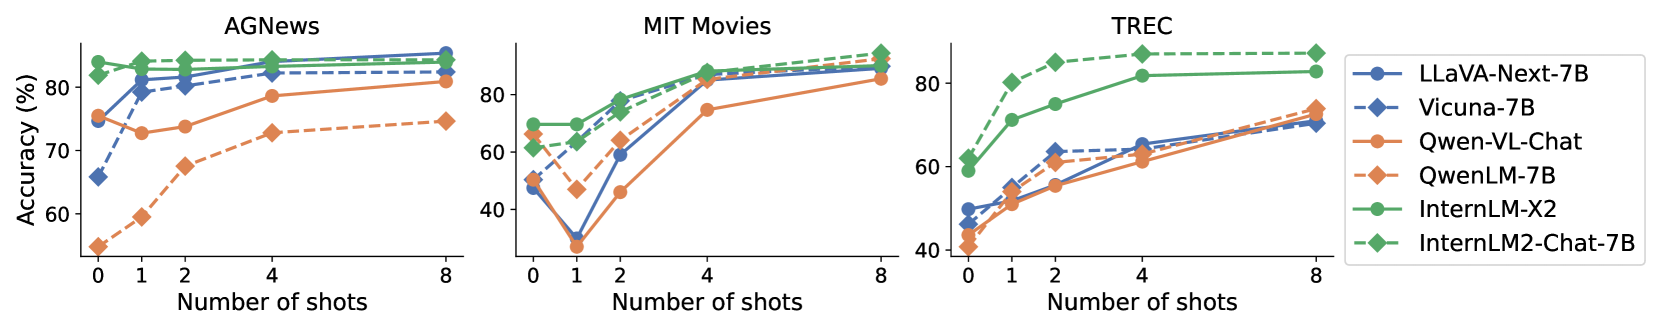 AGNews
MIT Movies
TREC
Accuracy (%)
80
70
60
0 1 2 4 8
Number of shots
80
60
40
0 1 2 4 8
Number of shots
80
60
40
0 1 2 4 8
Number of shots
LLaVA-Next-7B
Vicuna-7B
Qwen-VL-Chat
QwenLM-7B
InternLM-X2
InternLM2-Chat-7B